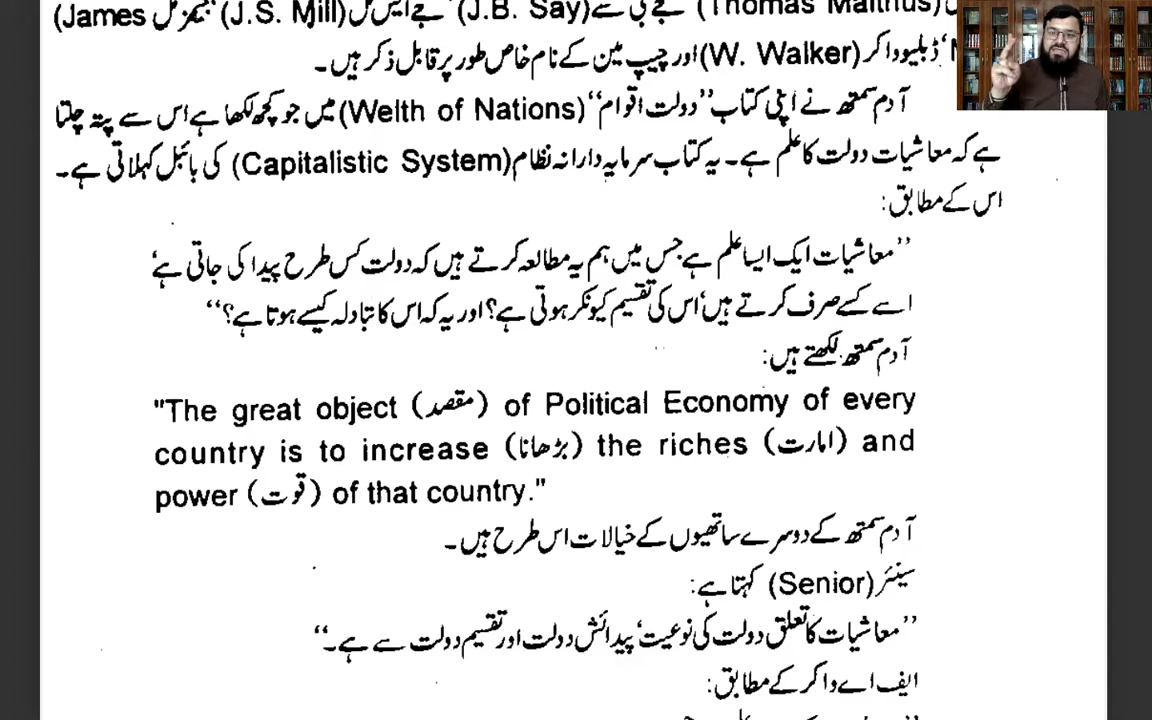 (Thomas Malthus) جے بی سے (J.B. Say)‘ جے ایس مل (J.S. Mill)‘ جیمز مل (James
‘ ڈبلیو واکر (W. Walker) اور چیپ مین کے نام خاص طور پر قابل ذکر ہیں۔
آدم سمتھ نے اپنی کتاب ’’دولت اقوام‘‘ (Welth of Nations) میں جو کچھ لکھا ہے اس سے پتہ چلتا
ہے کہ معاشیات دولت کا علم ہے۔ یہ کتاب سرمایہ دارانہ نظام (Capitalistic System) کی بائبل کہلاتی ہے۔
اس کے مطابق:
’’معاشیات ایک ایسا علم ہے جس میں ہم یہ مطالعہ کرتے ہیں کہ دولت کس طرح پیدا کی جاتی ہے‘
اسے کیسے صرف کرتے ہیں‘ اس کی تقسیم کیونکر ہوتی ہے؟ اور یہ کہ اس کا تبادلہ کیسے ہوتا ہے؟‘‘
آدم سمتھ لکھتے ہیں:
"The great object (مقصد) of Political Economy of every
country is to increase (بڑھانا) the riches (امارت) and
power (قوت) of that country."
آدم سمتھ کے دوسرے ساتھیوں کے خیالات اس طرح ہیں۔
سینئر (Senior) کہتا ہے:
’’معاشیات کا تعلق دولت کی نوعیت‘ پیدائش دولت اور تقسیم دولت سے ہے۔‘‘
ایف اے واکر کے مطابق: